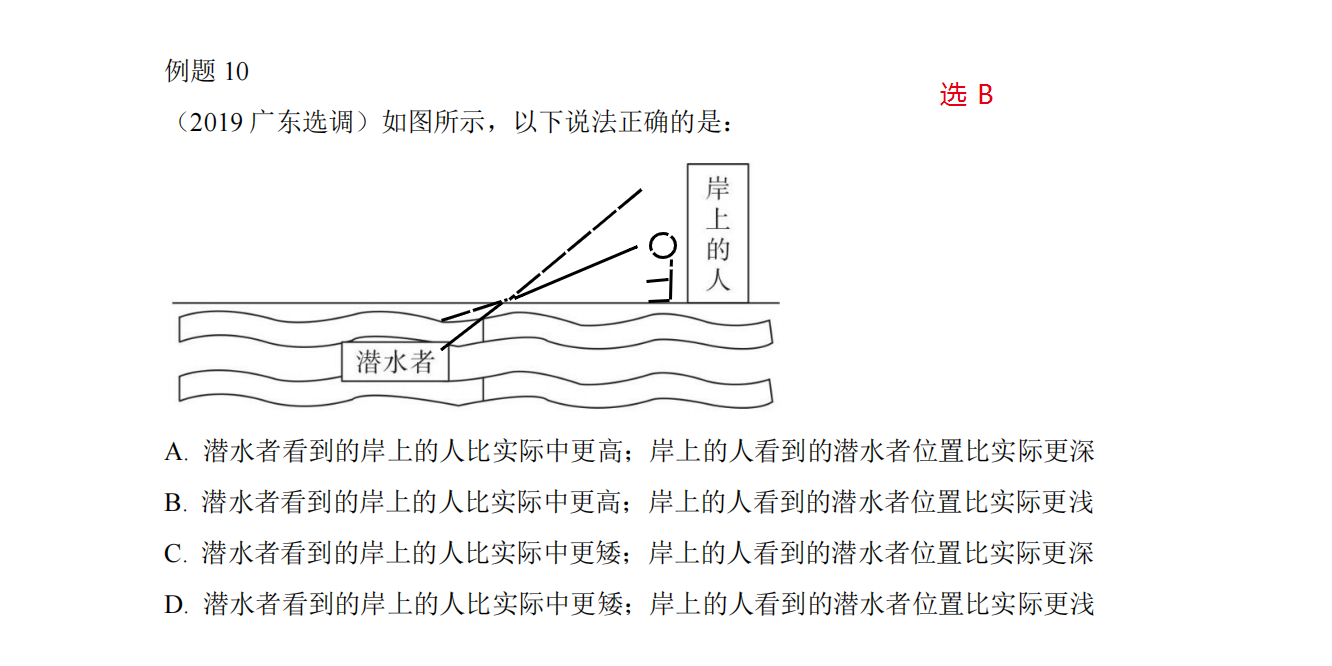 例题 10
选 B
（2019 广东选调）如图所示，以下说法正确的是：
岸上的人
潜水者
A. 潜水者看到的岸上的人比实际中更高；岸上的人看到的潜水者位置比实际更深
B. 潜水者看到的岸上的人比实际中更高；岸上的人看到的潜水者位置比实际更浅
C. 潜水者看到的岸上的人比实际中更矮；岸上的人看到的潜水者位置比实际更深
D. 潜水者看到的岸上的人比实际中更矮；岸上的人看到的潜水者位置比实际更浅